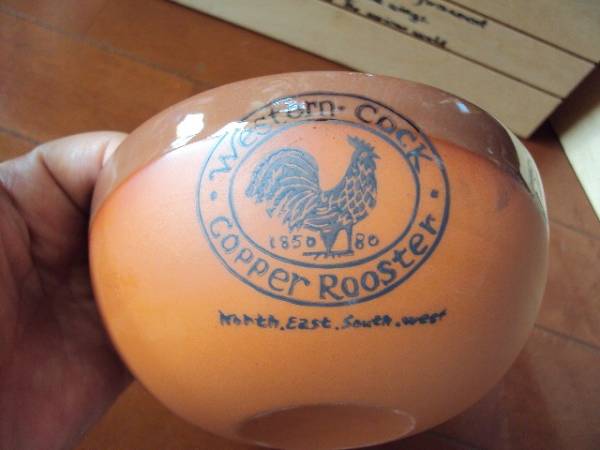 Western. Cock
1850 80
Copper Rooster
North. East. South. west